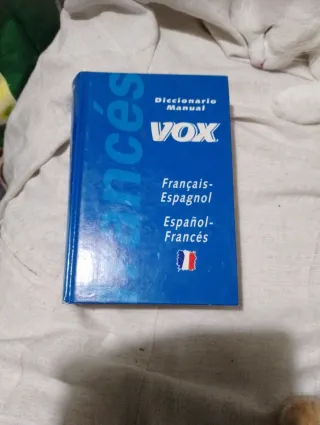 Diccionario
Manual
VOX
Français-
Espagnol
Español-
Francés
ancés